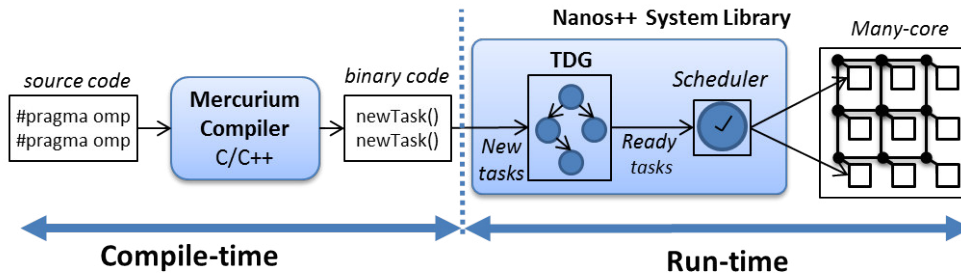 Nanos++ System Library
Many-core
source code
binary code
TDG
Scheduler
#pragma omp
#pragma omp
Mercurium
Compiler
C/C++
newTask()
newTask()
New
tasks
Ready
tasks
Compile-time
Run-time